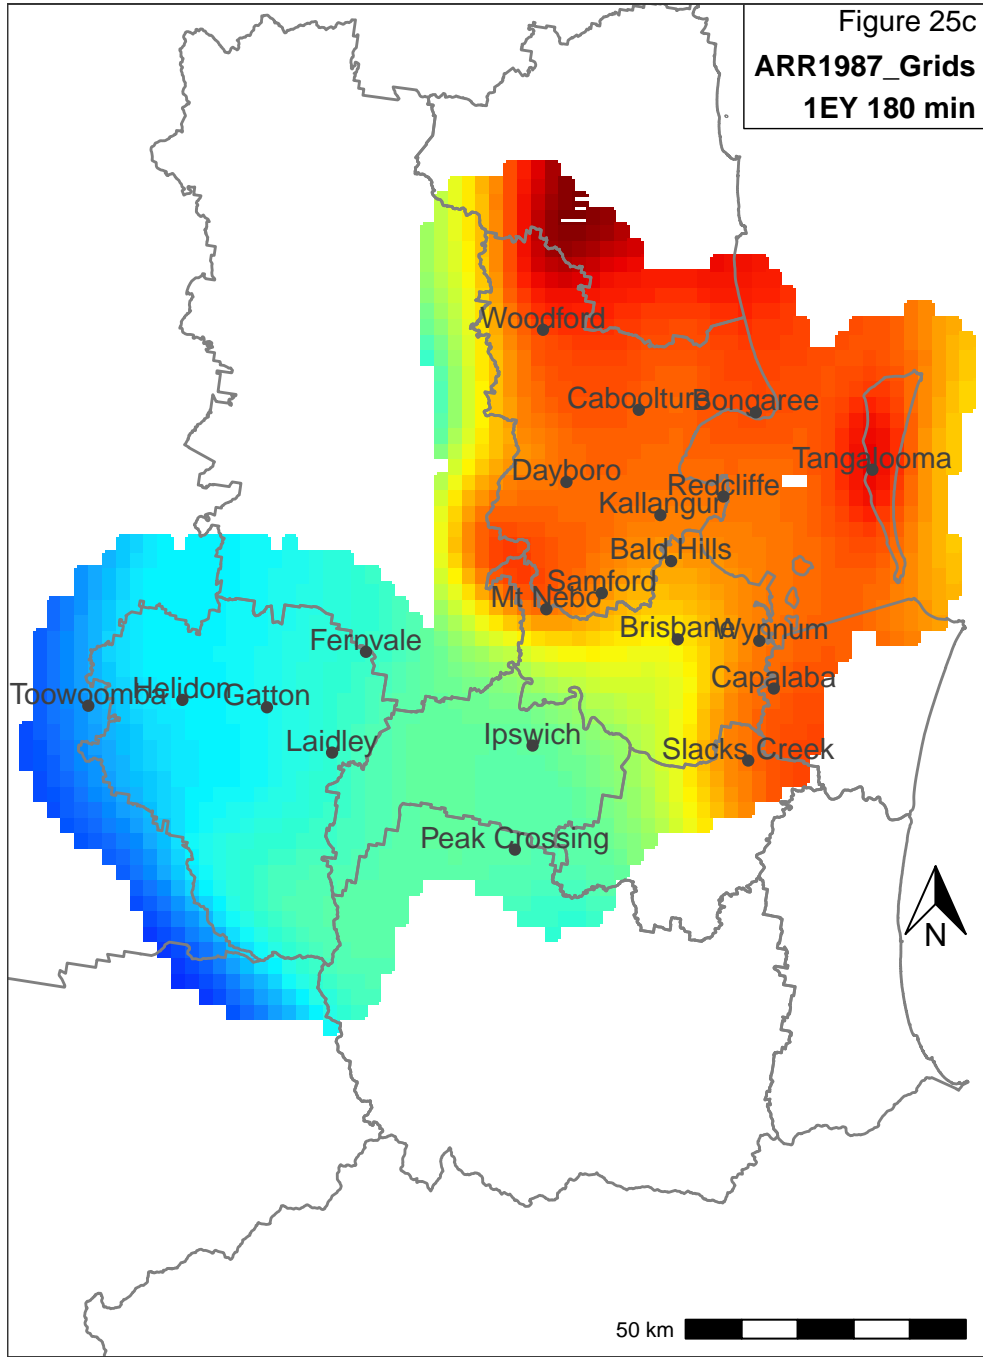 Figure 25c
ARR1987_Grids
1EY 180 min
Woodford
Caboolture
Bongaree
Tangalooma
Dayboro
Redcliffe
Kallangur
Bald Hills
Samford
Mt Nebo
Brisbane
Wynnum
Fernvale
Capalaba
Toowoomba
Helidon
Gatton
Laidley
Ipswich
Slacks Creek
Peak Crossing
N
50 km